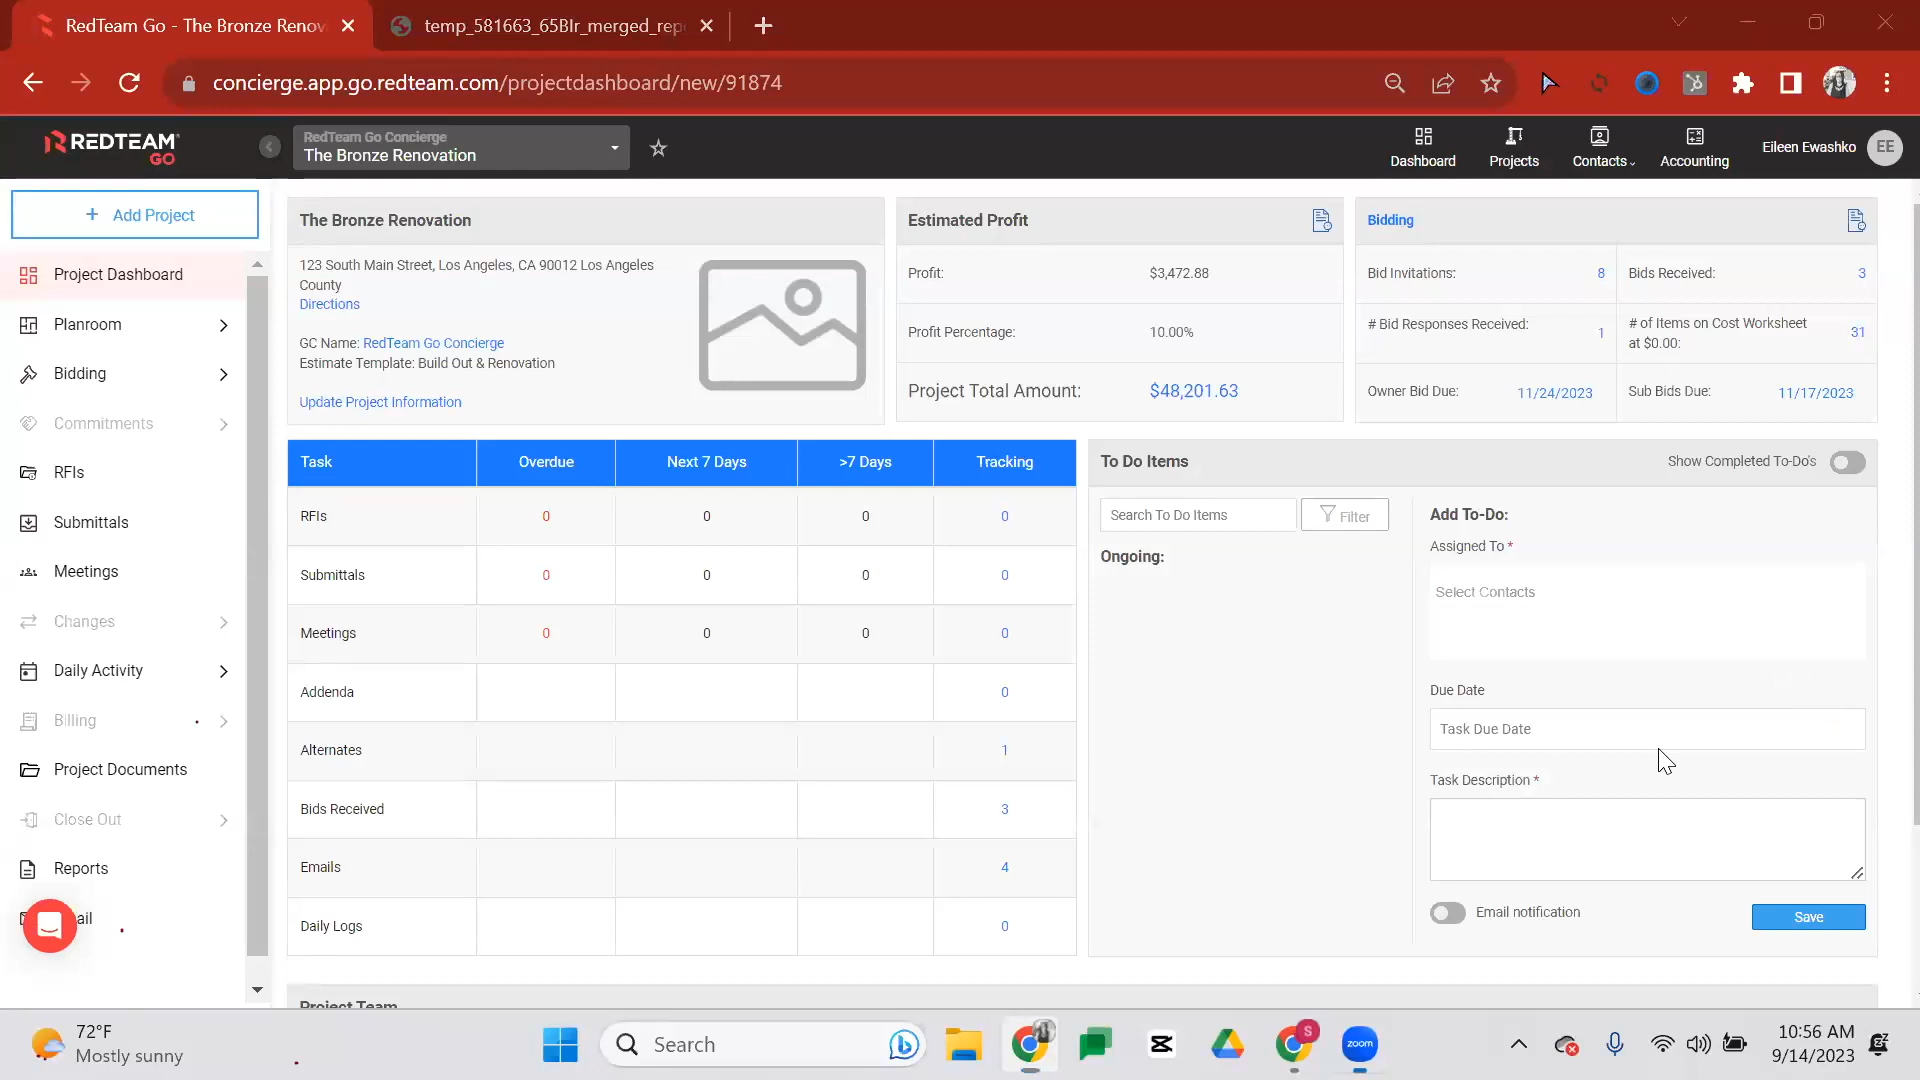 RedTeam Go - The Bronze Renov
temp_581663_65BIr_merged_rep
concierge.app.go.redteam.com/projectdashboard/new/91874
REDTEAM GO
RedTeam Go Concierge
The Bronze Renovation
Dashboard
Projects
Contacts
Accounting
Eileen Ewashko
EE
+ Add Project
Project Dashboard
Planroom
Bidding
Commitments
RFIs
Submittals
Meetings
Changes
Daily Activity
Billing
Project Documents
Close Out
Reports
ail
The Bronze Renovation
123 South Main Street, Los Angeles, CA 90012 Los Angeles
County
Directions
GC Name: RedTeam Go Concierge
Estimate Template: Build Out & Renovation
Update Project Information
Estimated Profit
Profit: $3,472.88
Profit Percentage: 10.00%
Project Total Amount: $48,201.63
Bidding
Bid Invitations: 8 Bids Received: 3
# Bid Responses Received: 1 # of Items on Cost Worksheet
at $0.00: 31
Owner Bid Due: 11/24/2023 Sub Bids Due: 11/17/2023
Task Overdue Next 7 Days >7 Days Tracking
RFIs 0 0 0 0
Submittals 0 0 0 0
Meetings 0 0 0 0
Addenda 0
Alternates 1
Bids Received 3
Emails 4
Daily Logs 0
To Do Items
Show Completed To-Do's
Search To Do Items
Filter
Ongoing:
Add To-Do:
Assigned To *
Select Contacts
Due Date
Task Due Date
Task Description *
Email notification
Save
Project Team
72°F
Mostly sunny
Search
S
zoom
10:56 AM
9/14/2023